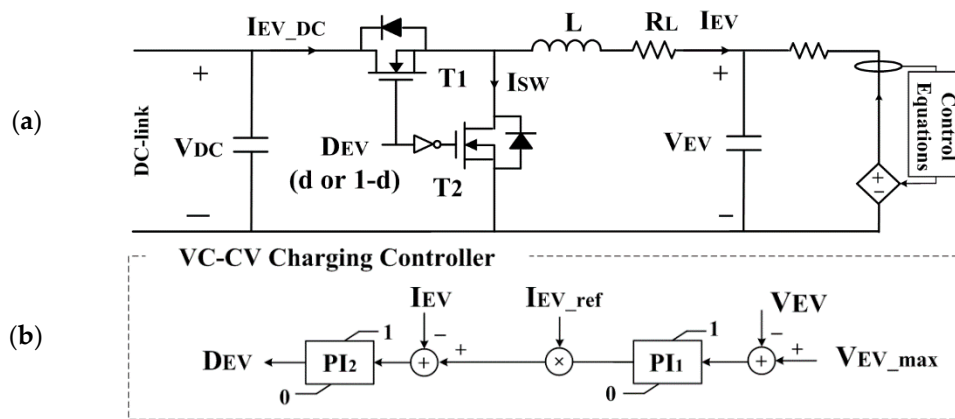 (a)
DC-link
+
VDC
—
IEV_DC
T1
ISW
DEV
(d or 1-d)
T2
L
RL
IEV
+
VEV
−
+
−
Control
Equations
VC-CV Charging Controller
(b)
DEV
PI2
1
0
IEV
−
+
+
IEV_ref
×
PI1
1
0
VEV
−
+
+
VEV_max